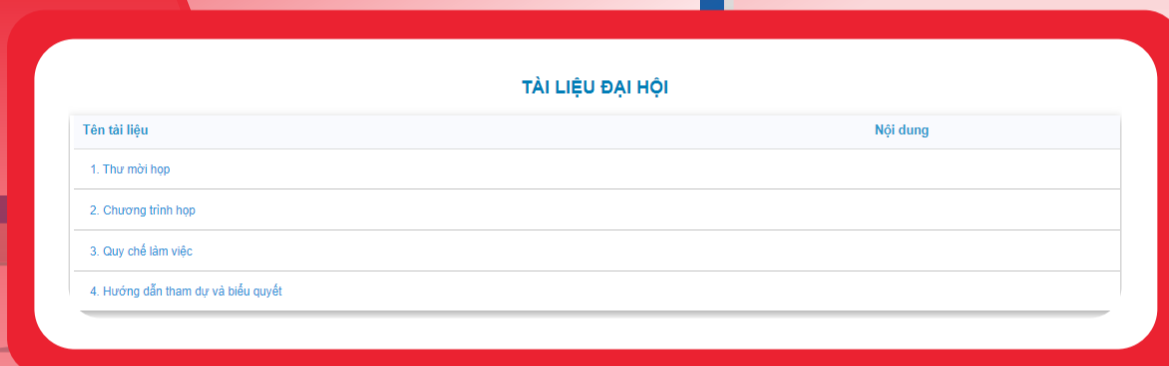 TÀI LIỆU ĐẠI HỘI
Tên tài liệu Nội dung
1. Thư mời họp
2. Chương trình họp
3. Quy chế làm việc
4. Hướng dẫn tham dự và biểu quyết